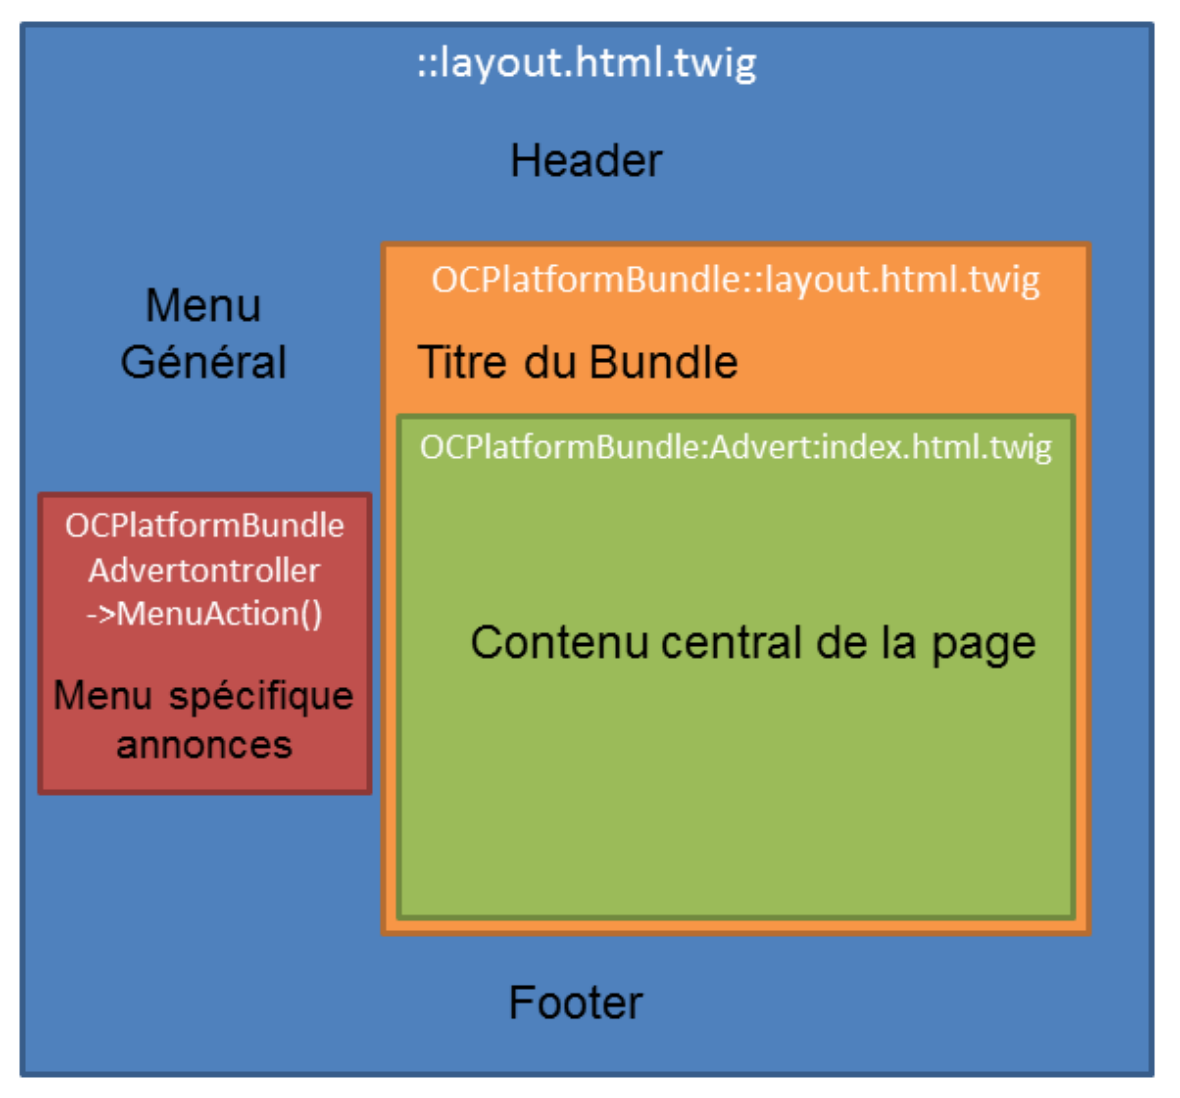 ::layout.html.twig
Header
Menu
Général
OCPlatformBundle::layout.html.twig
Titre du Bundle
OCPlatformBundle:Advert:index.html.twig
Contenu central de la page
OCPlatformBundle
Advertontroller
->MenuAction()
Menu spécifique
annonces
Footer